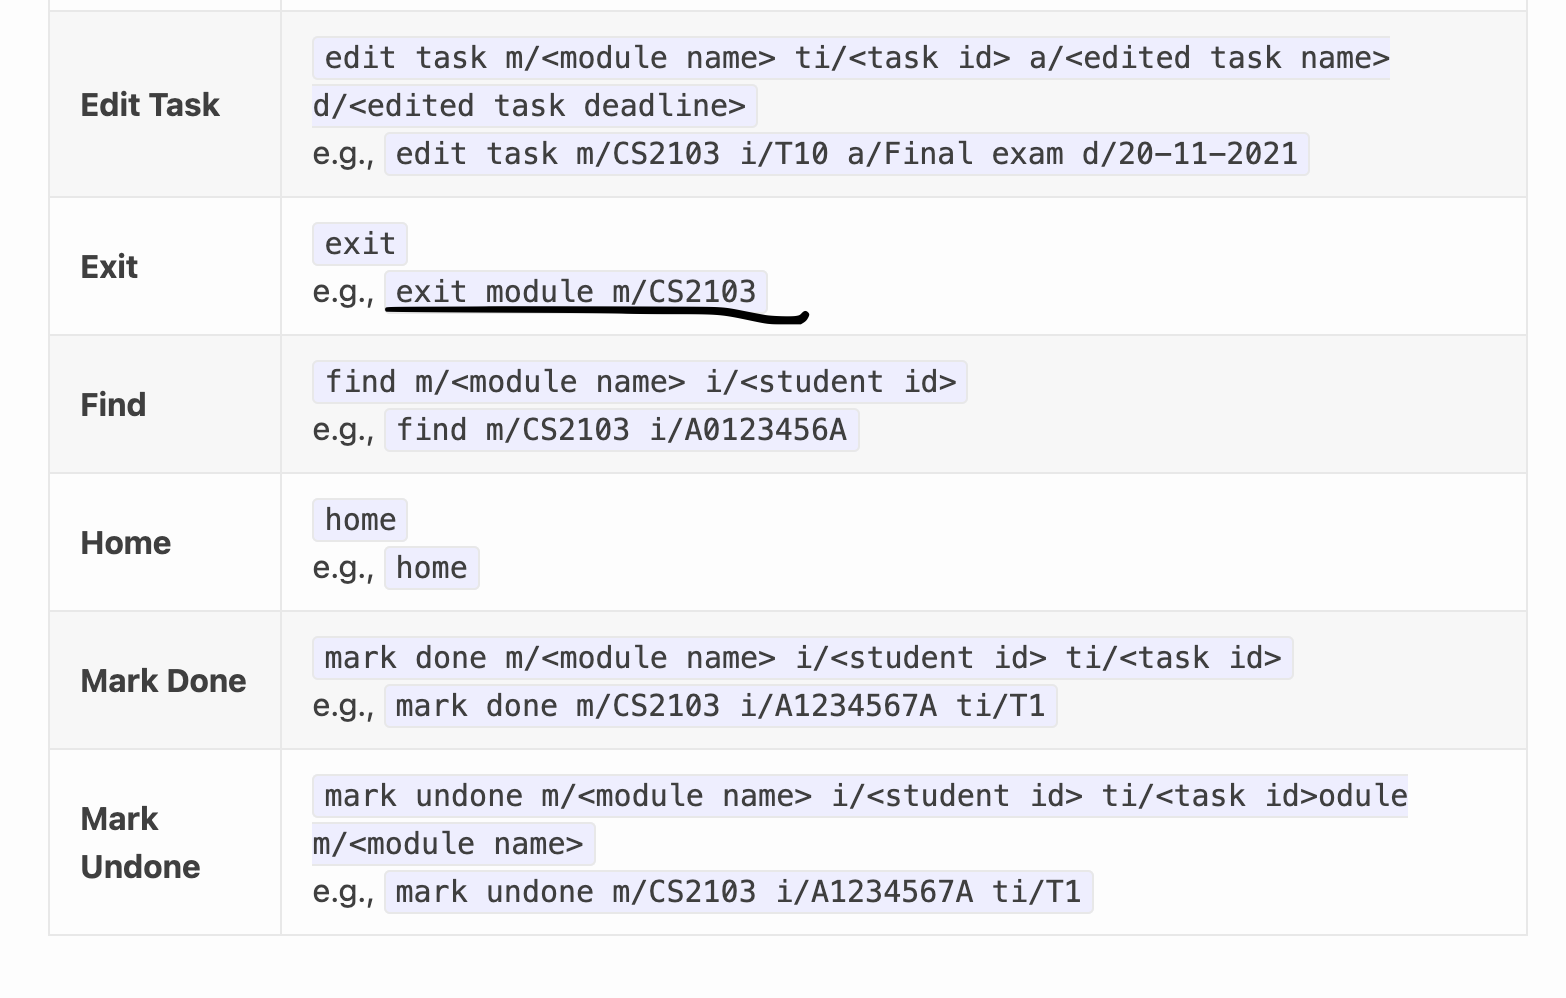 Edit Task
edit task m/<module name> ti/<task id> a/<edited task name>
d/<edited task deadline>
e.g., edit task m/CS2103 i/T10 a/Final exam d/20-11-2021
Exit
exit
e.g., exit module m/CS2103
Find
find m/<module name> i/<student id>
e.g., find m/CS2103 i/A0123456A
Home
home
e.g., home
Mark Done
mark done m/<module name> i/<student id> ti/<task id>
e.g., mark done m/CS2103 i/A1234567A ti/T1
Mark
Undone
mark undone m/<module name> i/<student id> ti/<task id>odule
m/<module name>
e.g., mark undone m/CS2103 i/A1234567A ti/T1